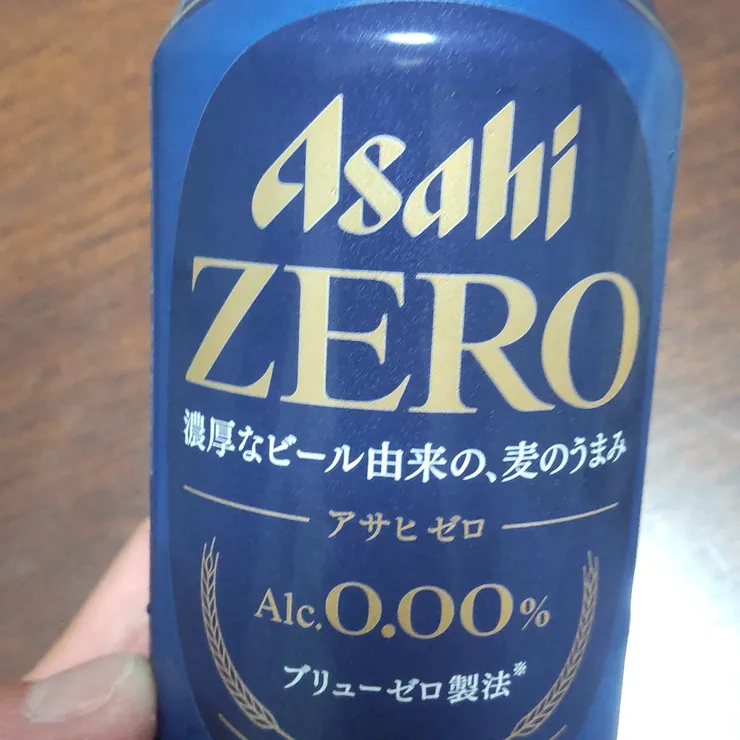 Asahi
ZERO
濃厚なビール由来の、麦のうまみ
アサヒ ゼロ
Alc.0.00%
ブリューゼロ製法※